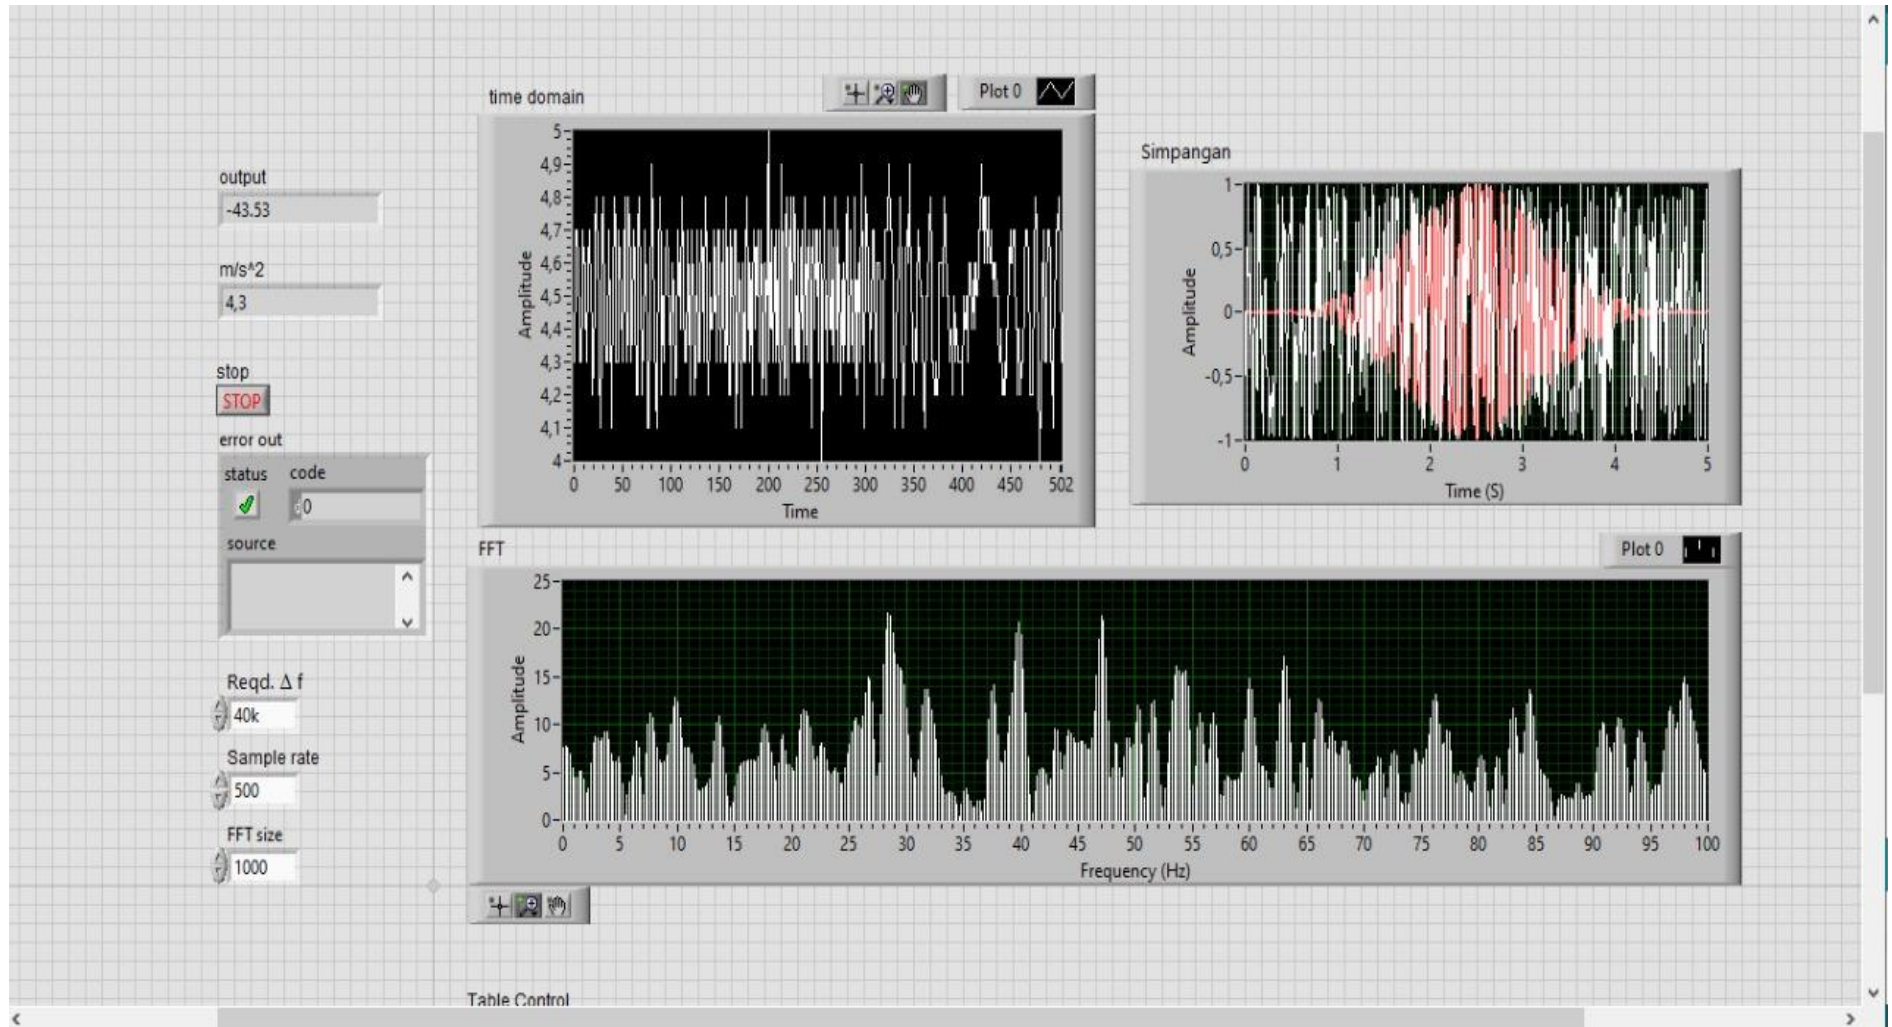 time domain
Plot 0
5
4,9
4,8
4,7
4,6
4,5
4,4
4,3
4,2
4,1
4
Amplitude
0 50 100 150 200 250 300 350 400 450 502
Time
Simpangan
1
0,5
0
-0,5
-1
Amplitude
0 1 2 3 4 5
Time (S)
output
-43.53
m/s^2
4,3
stop
STOP
error out
status code
0
source
FFT
Plot 0
25
20
15
10
5
0
Amplitude
0 5 10 15 20 25 30 35 40 45 50 55 60 65 70 75 80 85 90 95 100
Frequency (Hz)
Reqd. Δ f
40k
Sample rate
500
FFT size
1000
Table Control